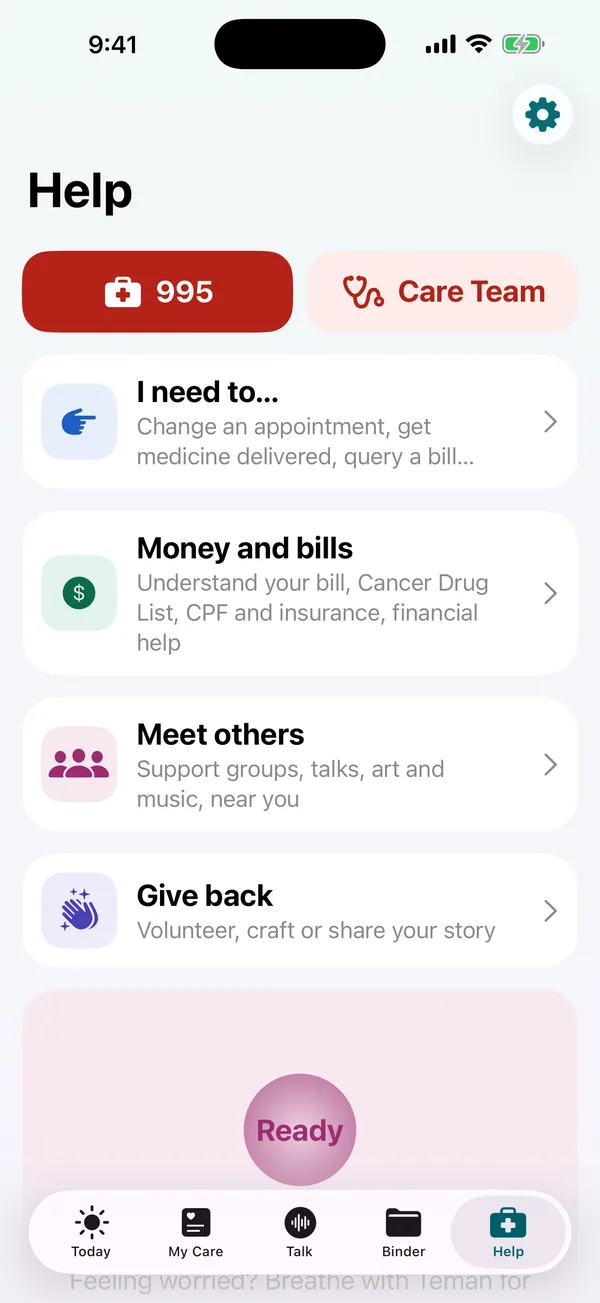 9:41
Help
995
Care Team
I need to...
Change an appointment, get
medicine delivered, query a bill...
$
Money and bills
Understand your bill, Cancer Drug
List, CPF and insurance, financial
help
Meet others
Support groups, talks, art and
music, near you
Give back
Volunteer, craft or share your story
Ready
Today
My Care
Talk
Binder
Help
Feeling worried? Breathe with Teman for